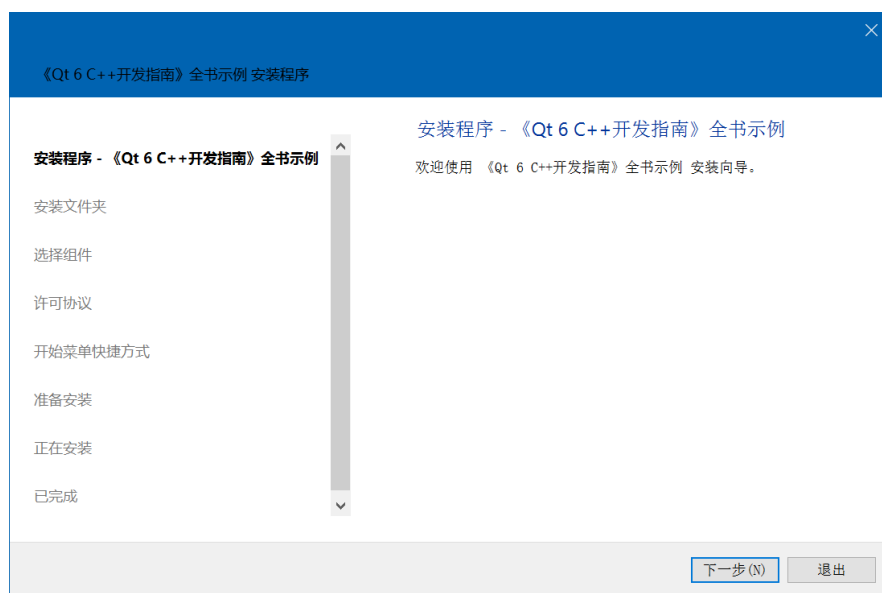 《Qt 6 C++开发指南》全书示例 安装程序
安装程序 - 《Qt 6 C++开发指南》全书示例
安装文件夹
选择组件
许可协议
开始菜单快捷方式
准备安装
正在安装
已完成
安装程序 - 《Qt 6 C++开发指南》全书示例
欢迎使用 《Qt 6 C++开发指南》全书示例 安装向导。
下一步(N)
退出